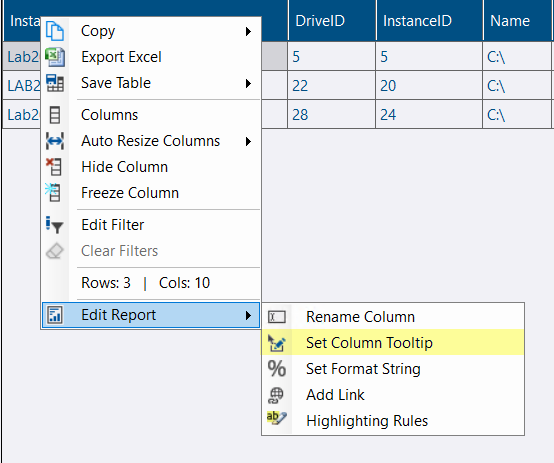 Insta DriveID InstanceID Name
Lab2 5 5 C:\
LAB2 22 20 C:\
Lab2 28 24 C:\
Copy
Export Excel
Save Table
Columns
Auto Resize Columns
Hide Column
Freeze Column
Edit Filter
Clear Filters
Rows: 3 | Cols: 10
Edit Report
Rename Column
Set Column Tooltip
Set Format String
Add Link
Highlighting Rules